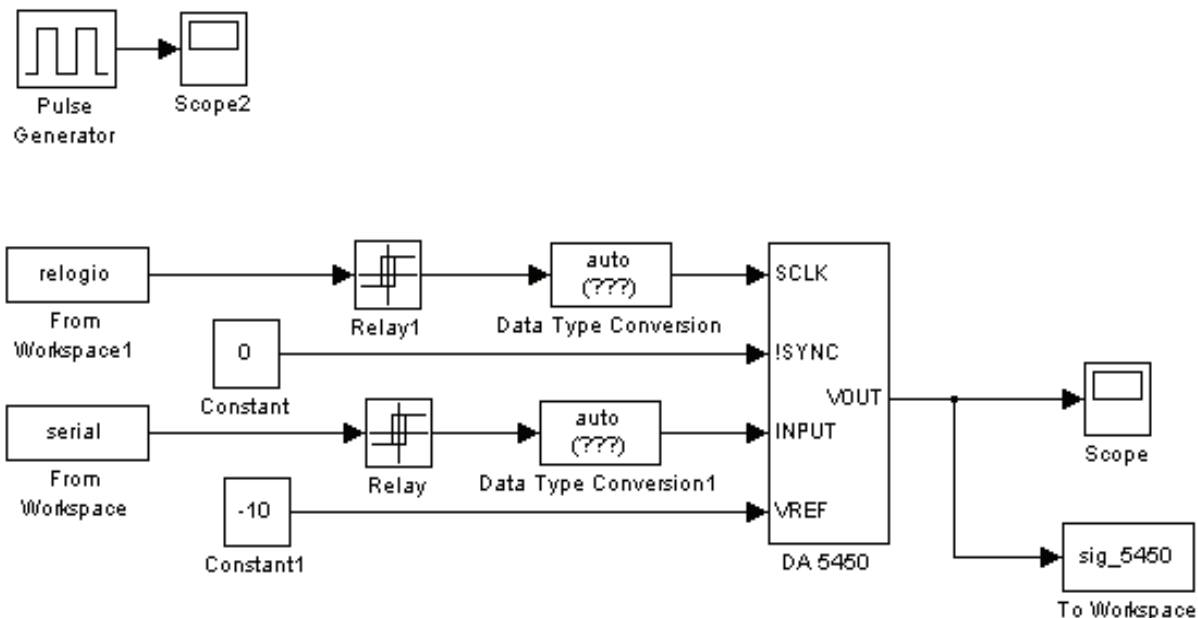 Pulse
Generator
Scope2
relogio
From
Workspace1
Relay1
auto
(???)
Data Type Conversion
SCLK
0
Constant
!SYNC
serial
From
Workspace
Relay
auto
(???)
Data Type Conversion1
INPUT
-10
Constant1
VREF
VOUT
DA 5450
Scope
sig_5450
To Workspace